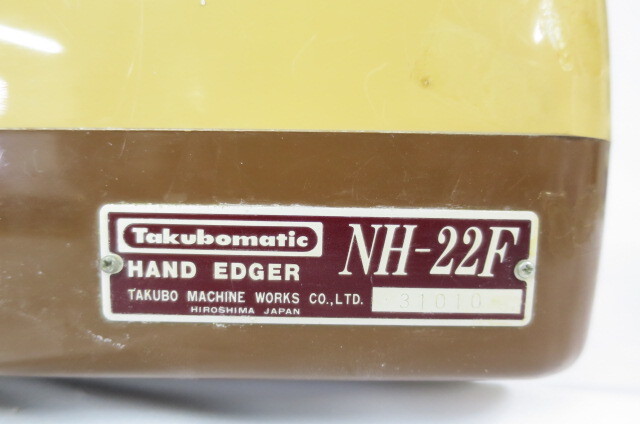 Takubomatic
HAND EDGER
NH-22F
TAKUBO MACHINE WORKS CO.,LTD.
31010
HIROSHIMA JAPAN